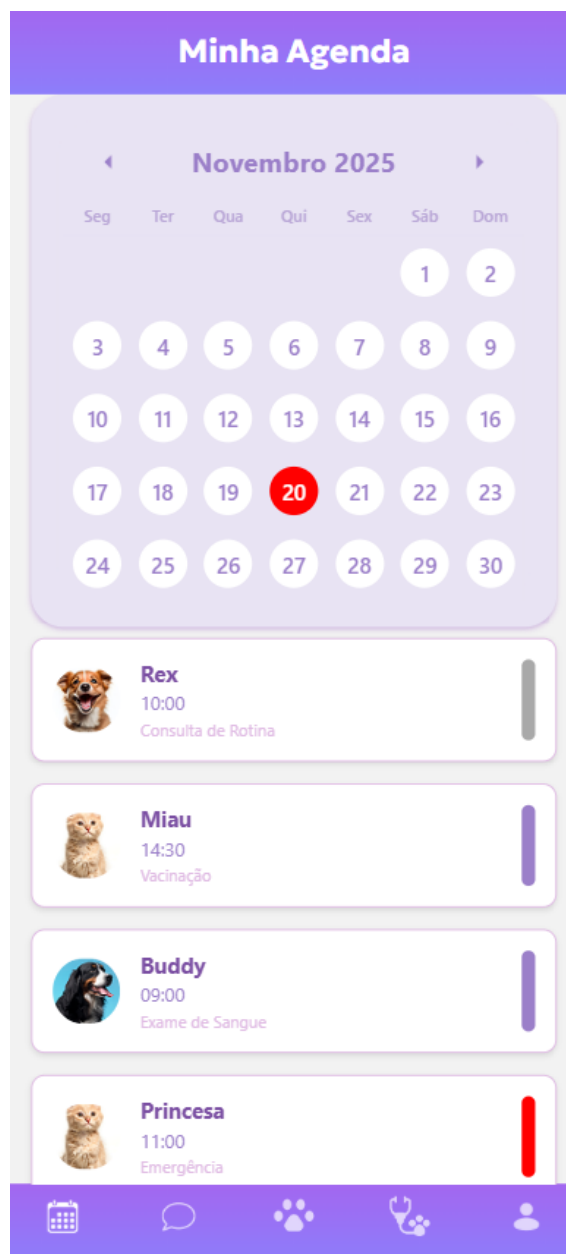 Minha Agenda
Novembro 2025
Seg Ter Qua Qui Sex Sáb Dom
1 2
3 4 5 6 7 8 9
10 11 12 13 14 15 16
17 18 19 20 21 22 23
24 25 26 27 28 29 30
Rex
10:00
Consulta de Rotina
Miau
14:30
Vacinação
Buddy
09:00
Exame de Sangue
Princesa
11:00
Emergência